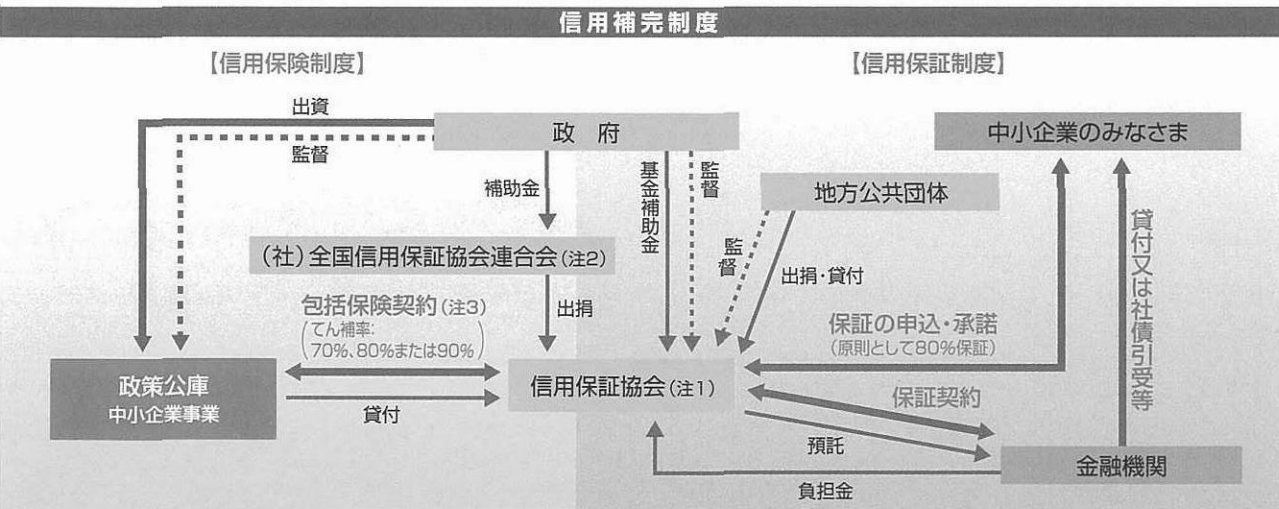 信用補完制度
【信用保険制度】
【信用保証制度】
出資
監督
政　府
中小企業のみなさま
補助金
基金補助金
監督
地方公共団体
監督
出捐・貸付
貸付又は社債引受等
（社）全国信用保証協会連合会（注2）
出捐
包括保険契約（注3）
（てん補率：
70%、80%または90%）
保証の申込・承諾
（原則として80%保証）
政策公庫
中小企業事業
貸付
信用保証協会（注1）
保証契約
預託
負担金
金融機関